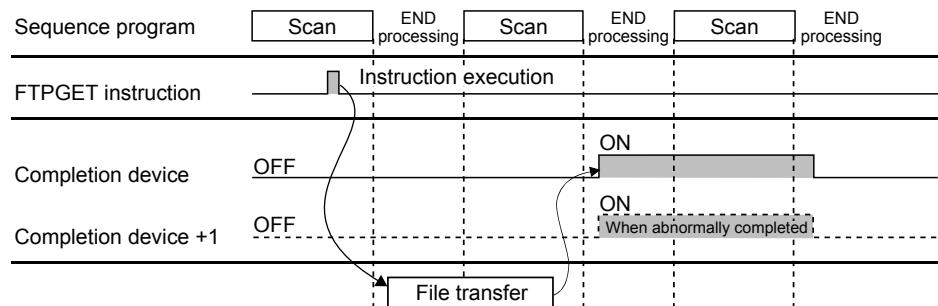 Sequence program
Scan
END
processing
Scan
END
processing
Scan
END
processing
FTPGET instruction
Instruction execution
Completion device
OFF
ON
Completion device +1
OFF
ON
When abnormally completed
File transfer